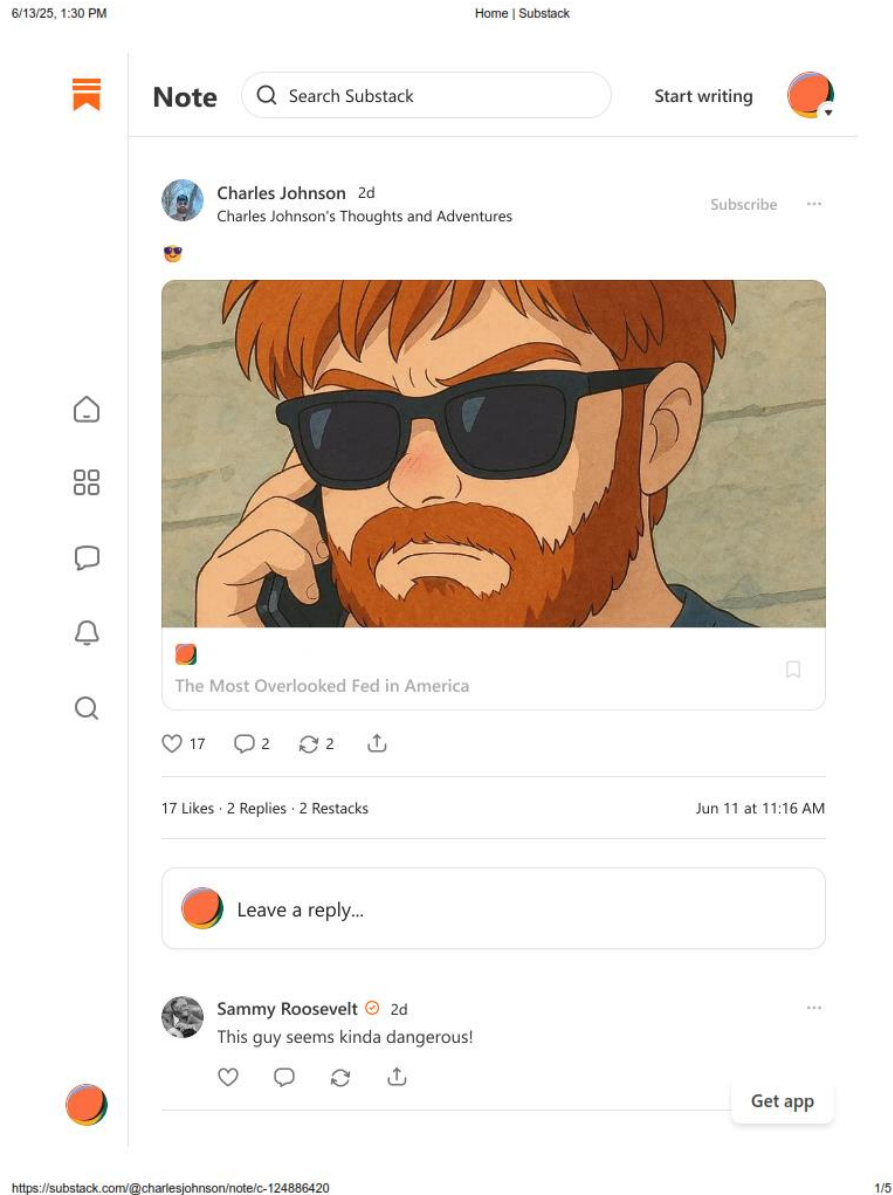 6/13/25, 1:30 PM
Home | Substack
Note
Search Substack
Start writing
Charles Johnson 2d
Charles Johnson's Thoughts and Adventures
Subscribe
The Most Overlooked Fed in America
17 2 2
17 Likes · 2 Replies · 2 Restacks
Jun 11 at 11:16 AM
Leave a reply...
Sammy Roosevelt 2d
This guy seems kinda dangerous!
Get app
https://substack.com/@charlesjohnson/note/c-124886420
1/5